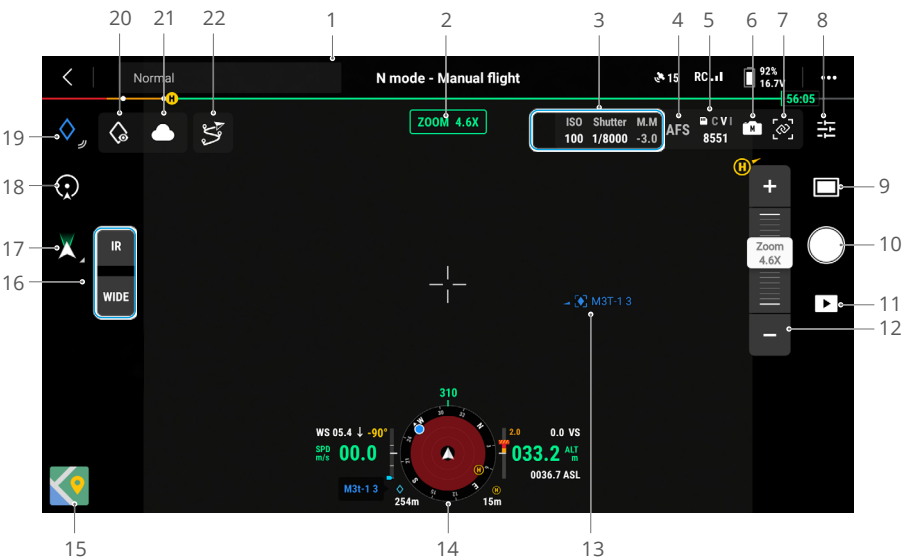 20 21 22 1 2 3 4 5 6 7 8
Normal
N mode - Manual flight
15 RC 92%
16.7V
56:05
H
ZOOM 4.6X
ISO Shutter M.M
100 1/8000 -3.0
AFS
C V I
8551
M
19
H
18
+
9
17
IR
Zoom
4.6X
10
16
WIDE
M3T-1 3
11
−
12
310
WS 05.4 ↓ -90°
2.0 0.0 VS
SPD
m/s 00.0
033.2 ALT
m
W N S E
H
0036.7 ASL
M3t-1 3
254m
H
15m
15 14 13